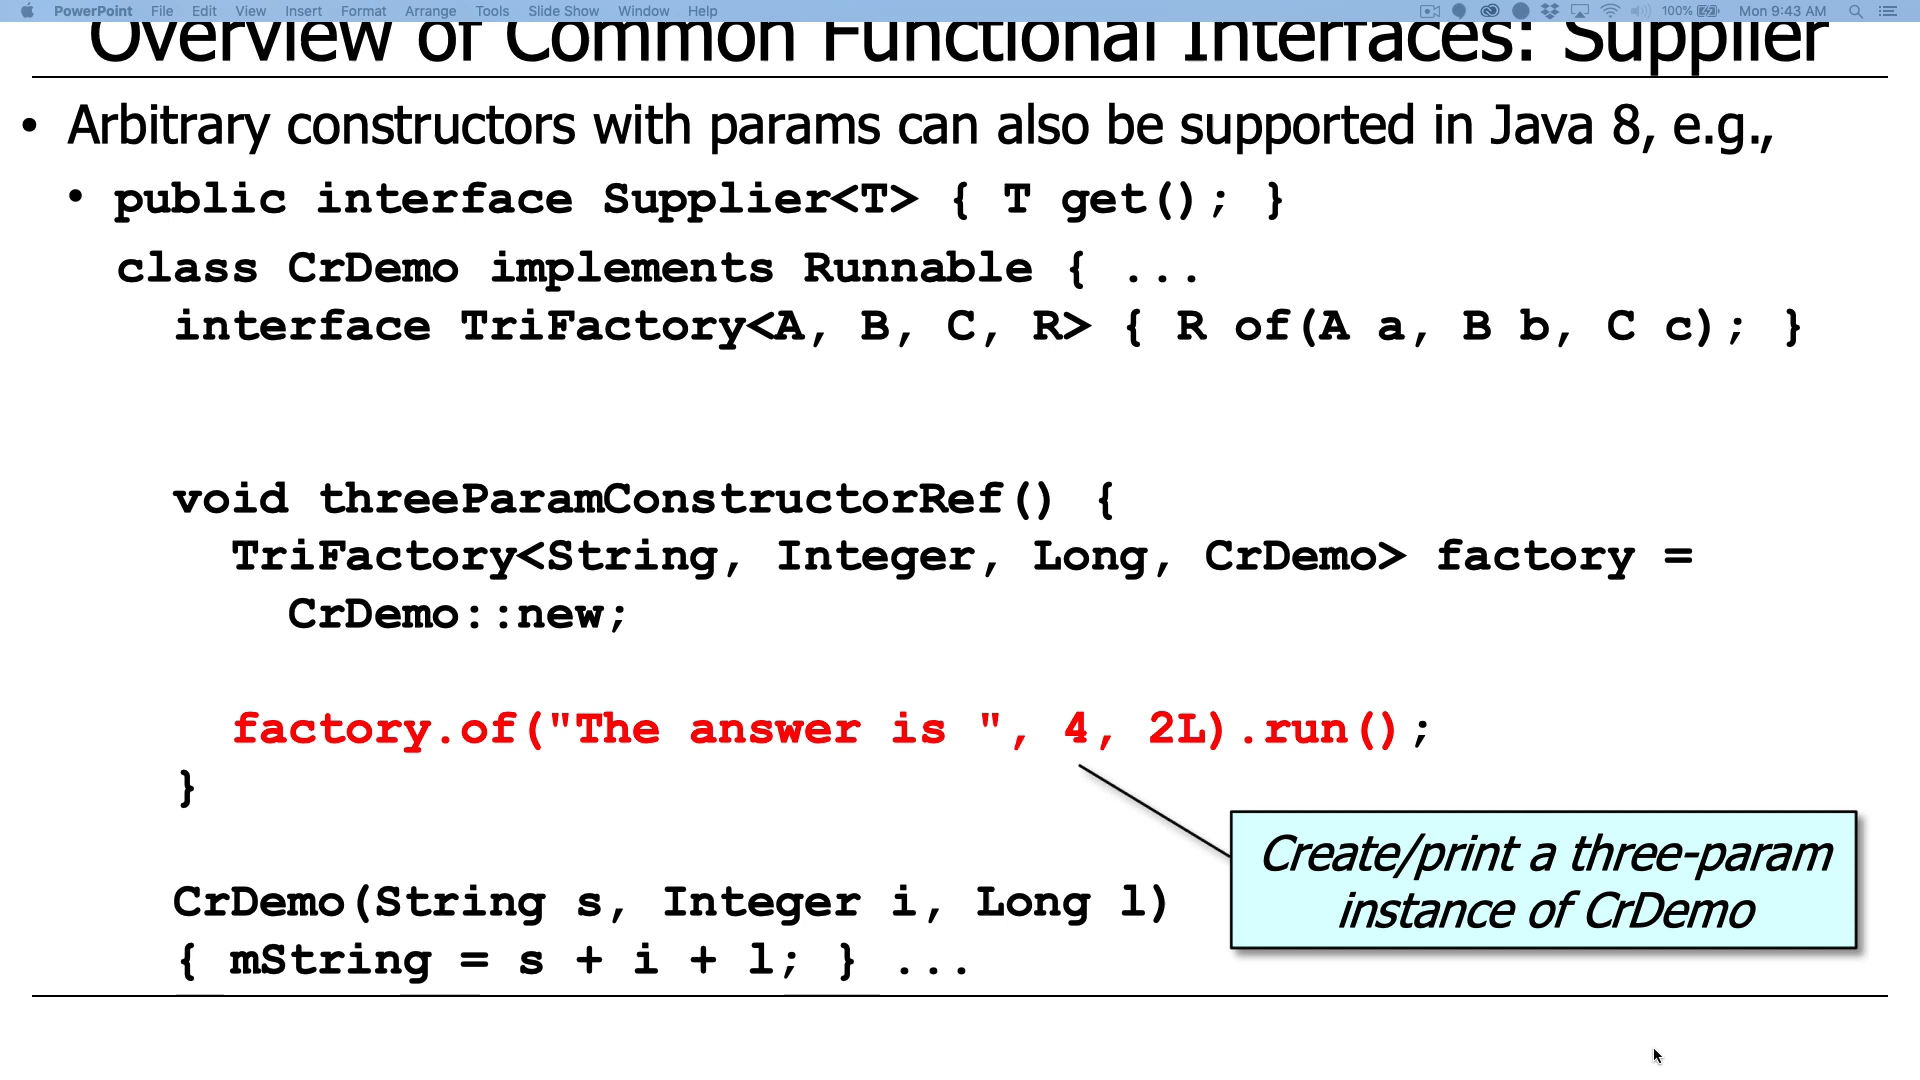 PowerPoint File Edit View Insert Format Arrange Tools Slide Show Window Help 100% Mon 9:43 AM
Overview of Common Functional Interfaces: Supplier
• Arbitrary constructors with params can also be supported in Java 8, e.g.,
• public interface Supplier<T> { T get(); }
class CrDemo implements Runnable { ...
interface TriFactory<A, B, C, R> { R of(A a, B b, C c); }
void threeParamConstructorRef() {
TriFactory<String, Integer, Long, CrDemo> factory =
CrDemo::new;
factory.of("The answer is ", 4, 2L).run();
}
Create/print a three-param
instance of CrDemo
CrDemo(String s, Integer i, Long l)
{ mString = s + i + l; } ...